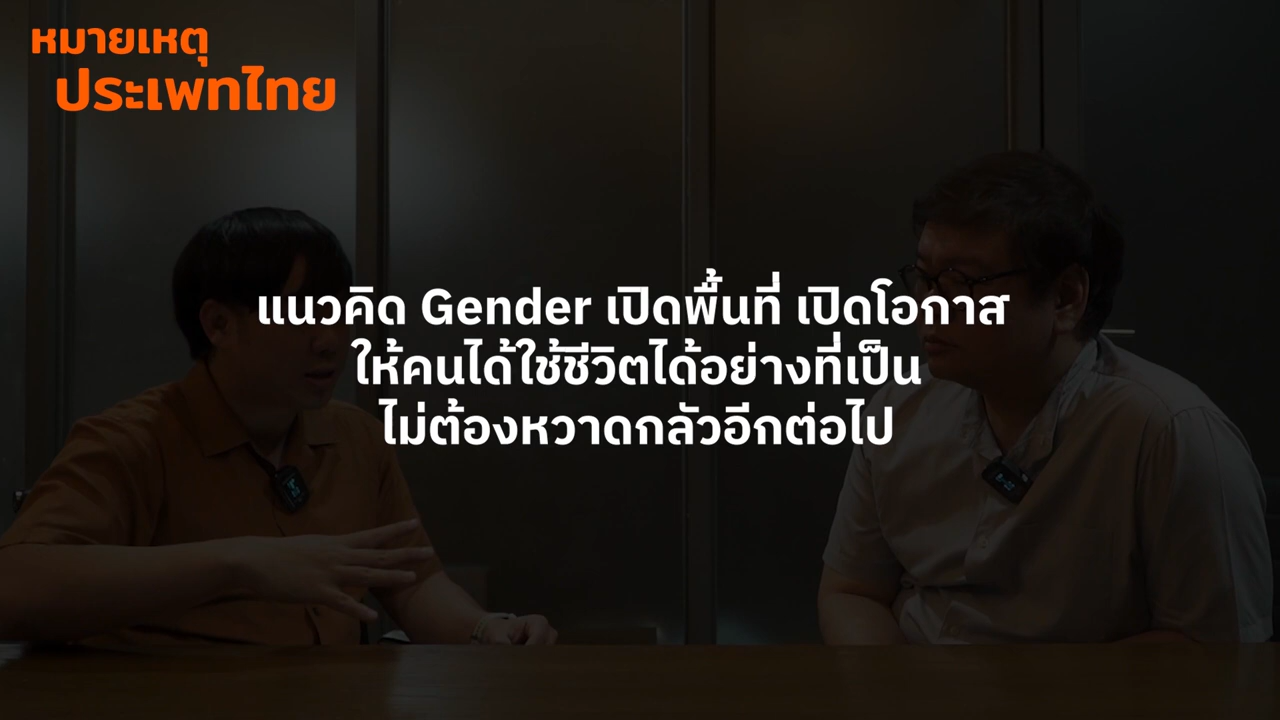 หมายเหตุ
ประเพทไทย
แนวคิด Gender เปิดพื้นที่ เปิดโอกาส
ให้คนได้ใช้ชีวิตได้อย่างที่เป็น
ไม่ต้องหวาดกลัวอีกต่อไป